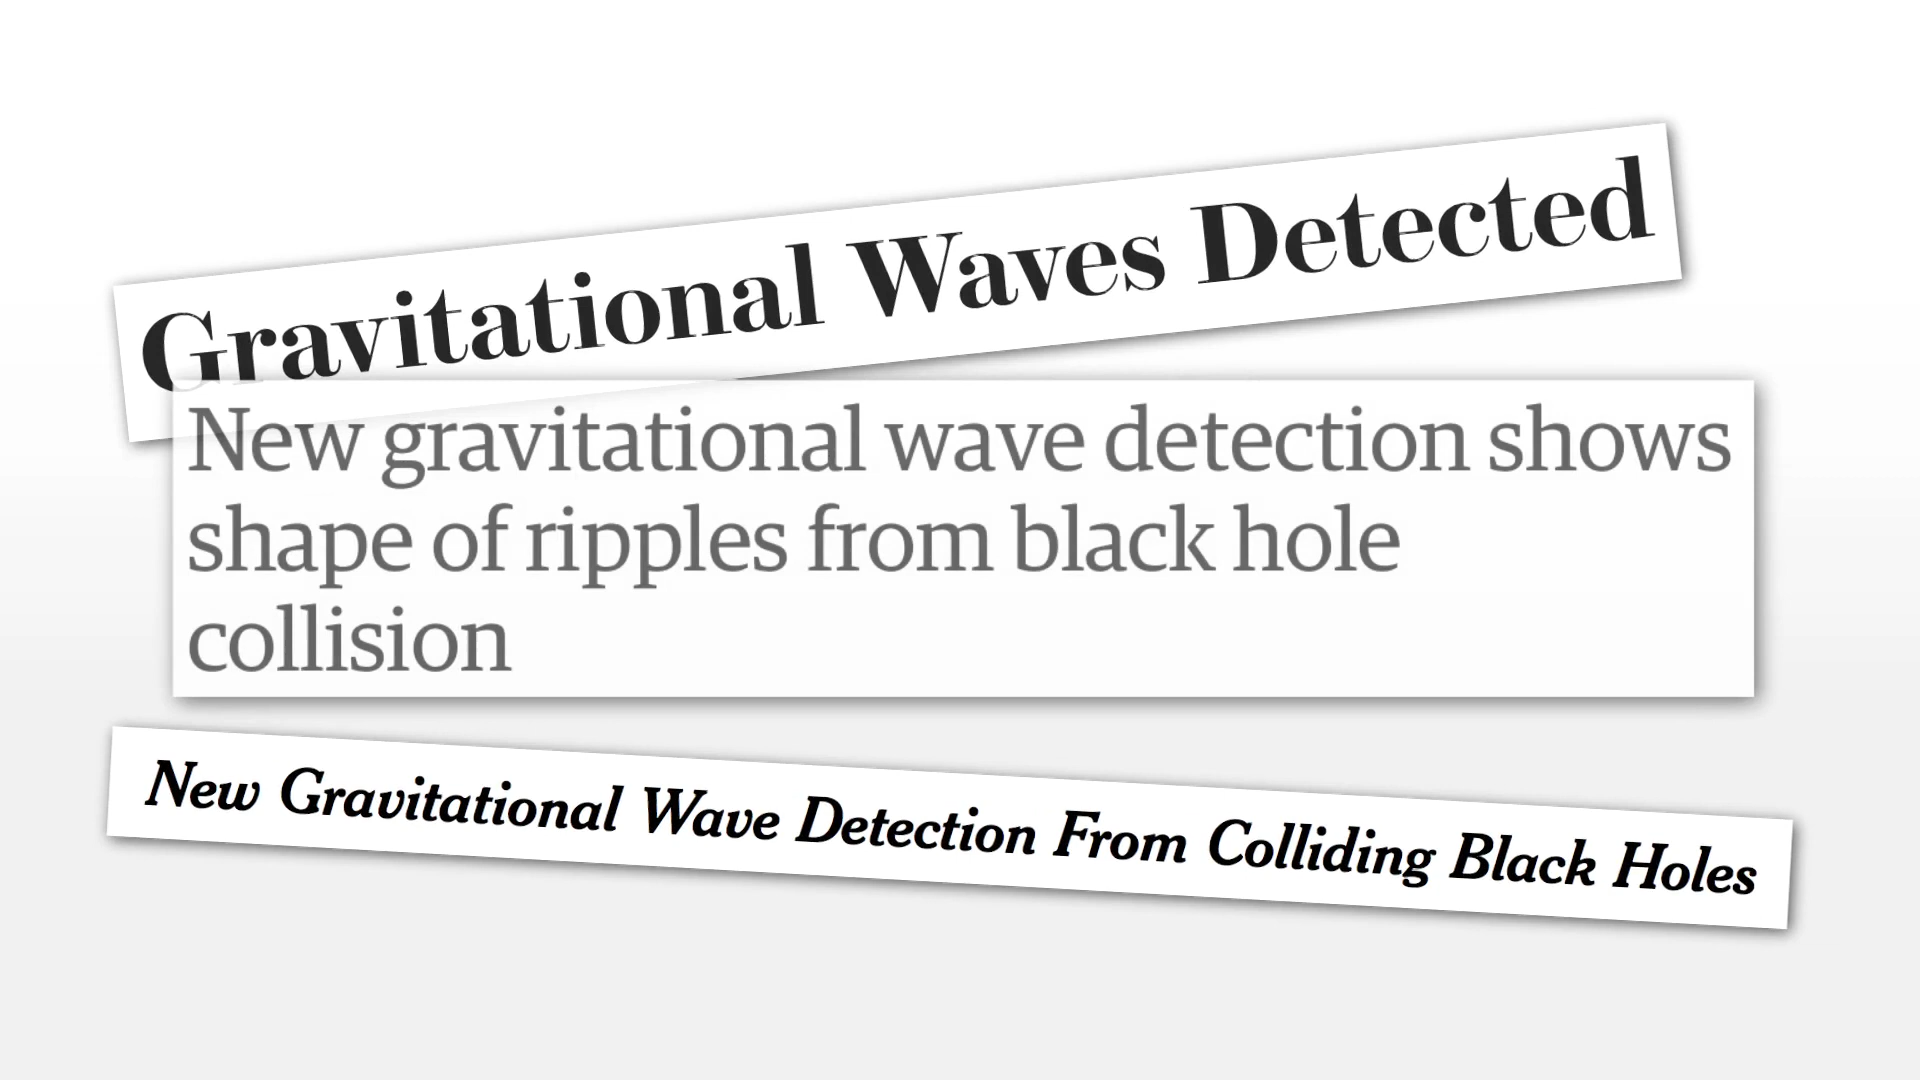 Gravitational Waves Detected
New gravitational wave detection shows
shape of ripples from black hole
collision
New Gravitational Wave Detection From Colliding Black Holes